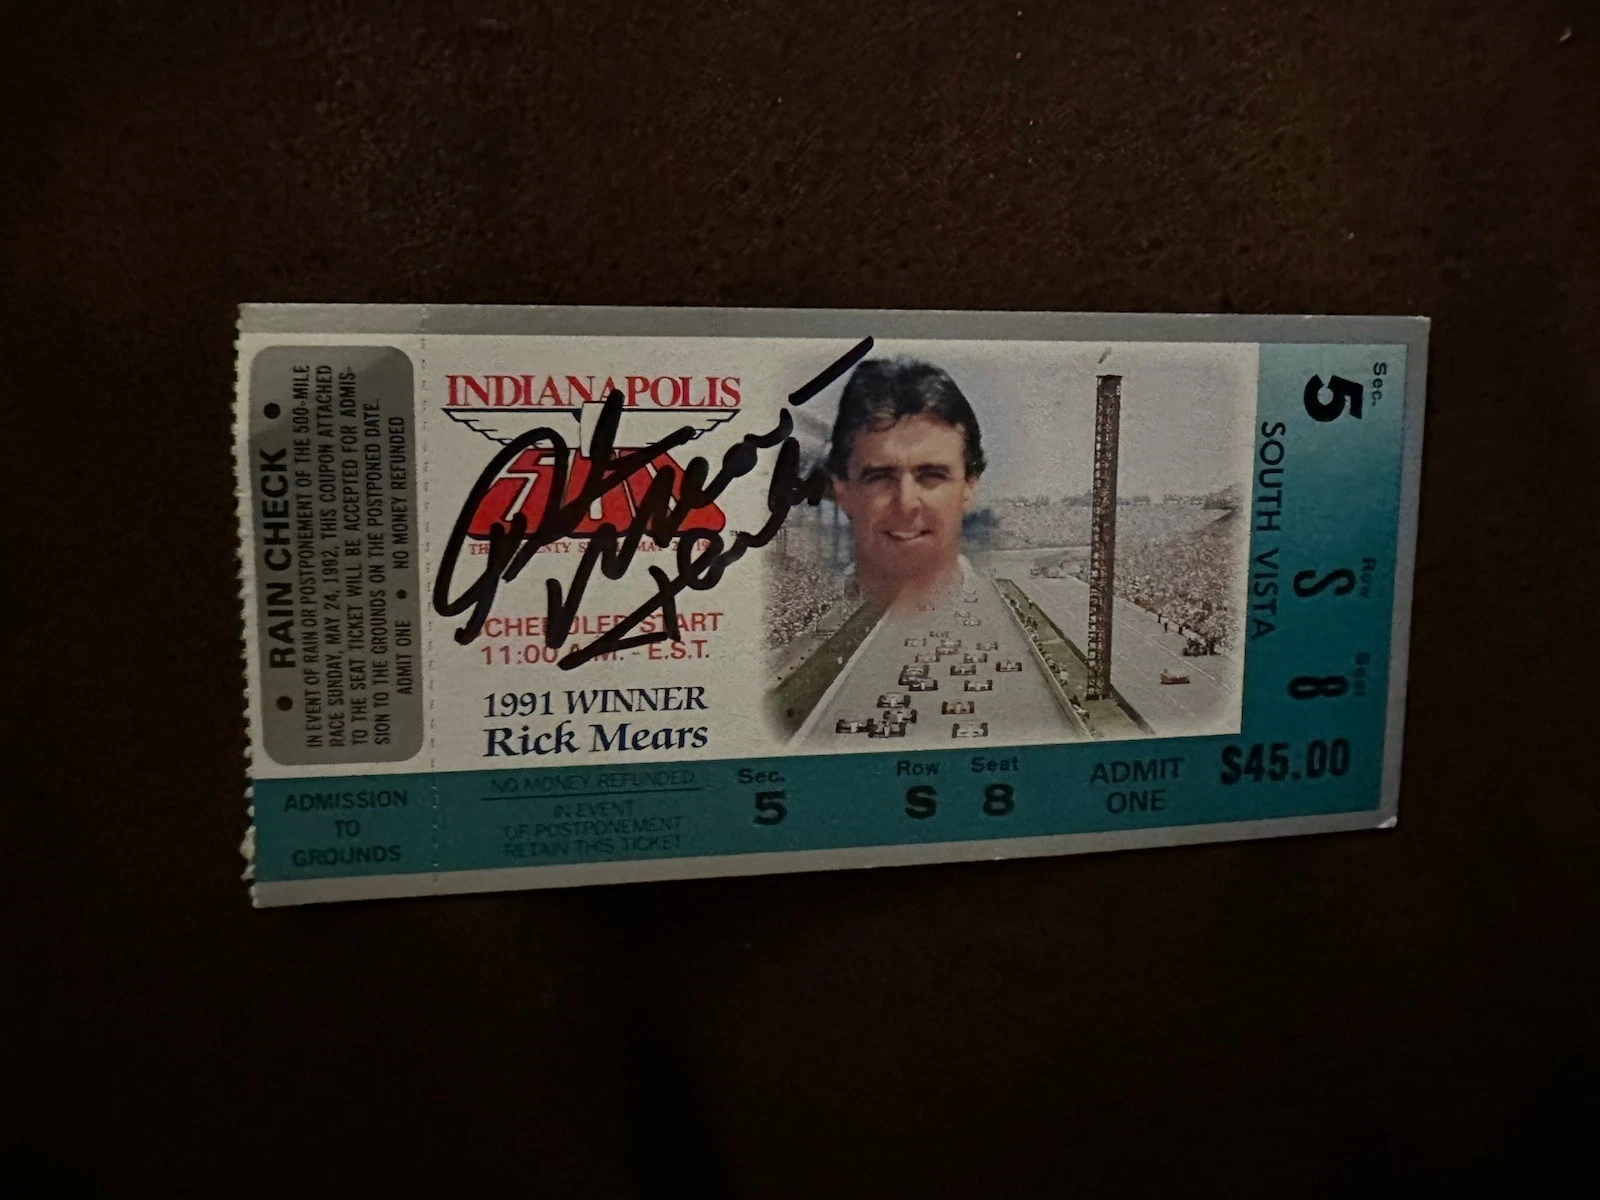 • RAIN CHECK •
IN EVENT OF RAIN OR POSTPONEMENT OF THE 500-MILE
RACE SUNDAY, MAY 24, 1992, THIS COUPON ATTACHED
TO THE SEAT TICKET WILL BE ACCEPTED FOR ADMIS-
SION TO THE GROUNDS ON THE POSTPONED DATE.
ADMIT ONE • NO MONEY REFUNDED
ADMISSION
TO
GROUNDS
INDIANAPOLIS
500
SCHEDULED START
11:00 A.M. - E.S.T.
1991 WINNER
Rick Mears
NO MONEY REFUNDED
IN EVENT
OF POSTPONEMENT
RETAIN THIS TICKET
Sec. Row Seat
5 S 8
ADMIT
ONE
$45.00
Sec. Row Seat
5 S 8
SOUTH VISTA